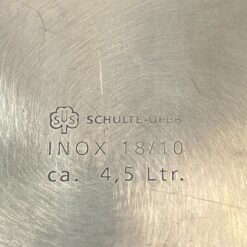 SUS SCHULTE-UFER
INOX 18/10
ca. 4,5 Ltr.